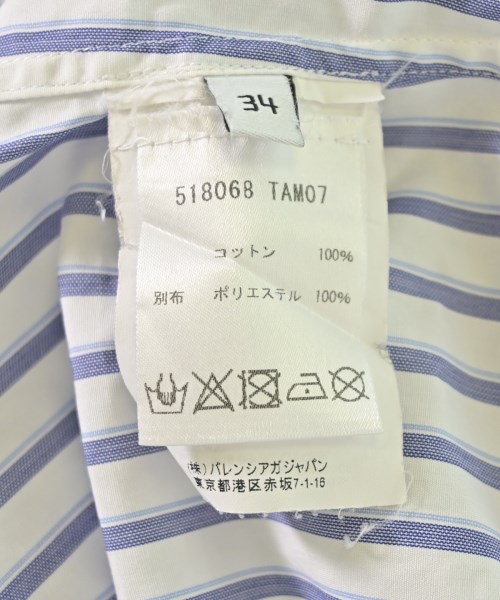 34
518068 TAM07
コットン 100%
別布 ポリエステル 100%
(株)バレンシアガジャパン
東京都港区赤坂7-1-16